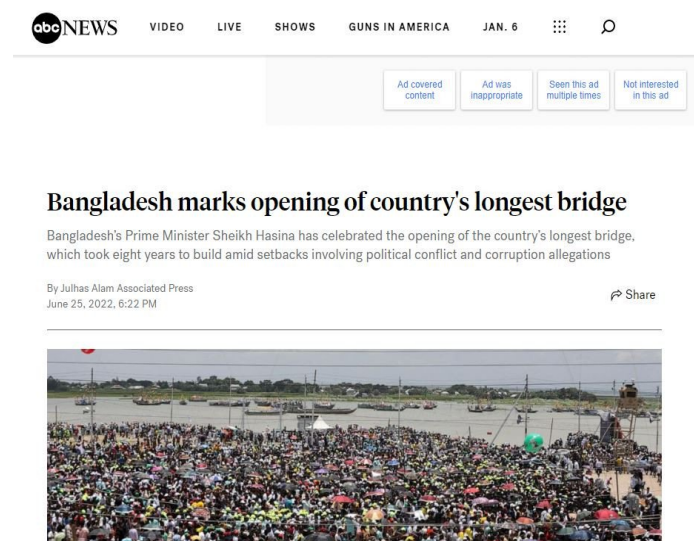 abc NEWS VIDEO LIVE SHOWS GUNS IN AMERICA JAN. 6
Ad covered content
Ad was inappropriate
Seen this ad multiple times
Not interested in this ad
Bangladesh marks opening of country's longest bridge
Bangladesh's Prime Minister Sheikh Hasina has celebrated the opening of the country's longest bridge,
which took eight years to build amid setbacks involving political conflict and corruption allegations
By Julhas Alam Associated Press
June 25, 2022, 6:22 PM
Share